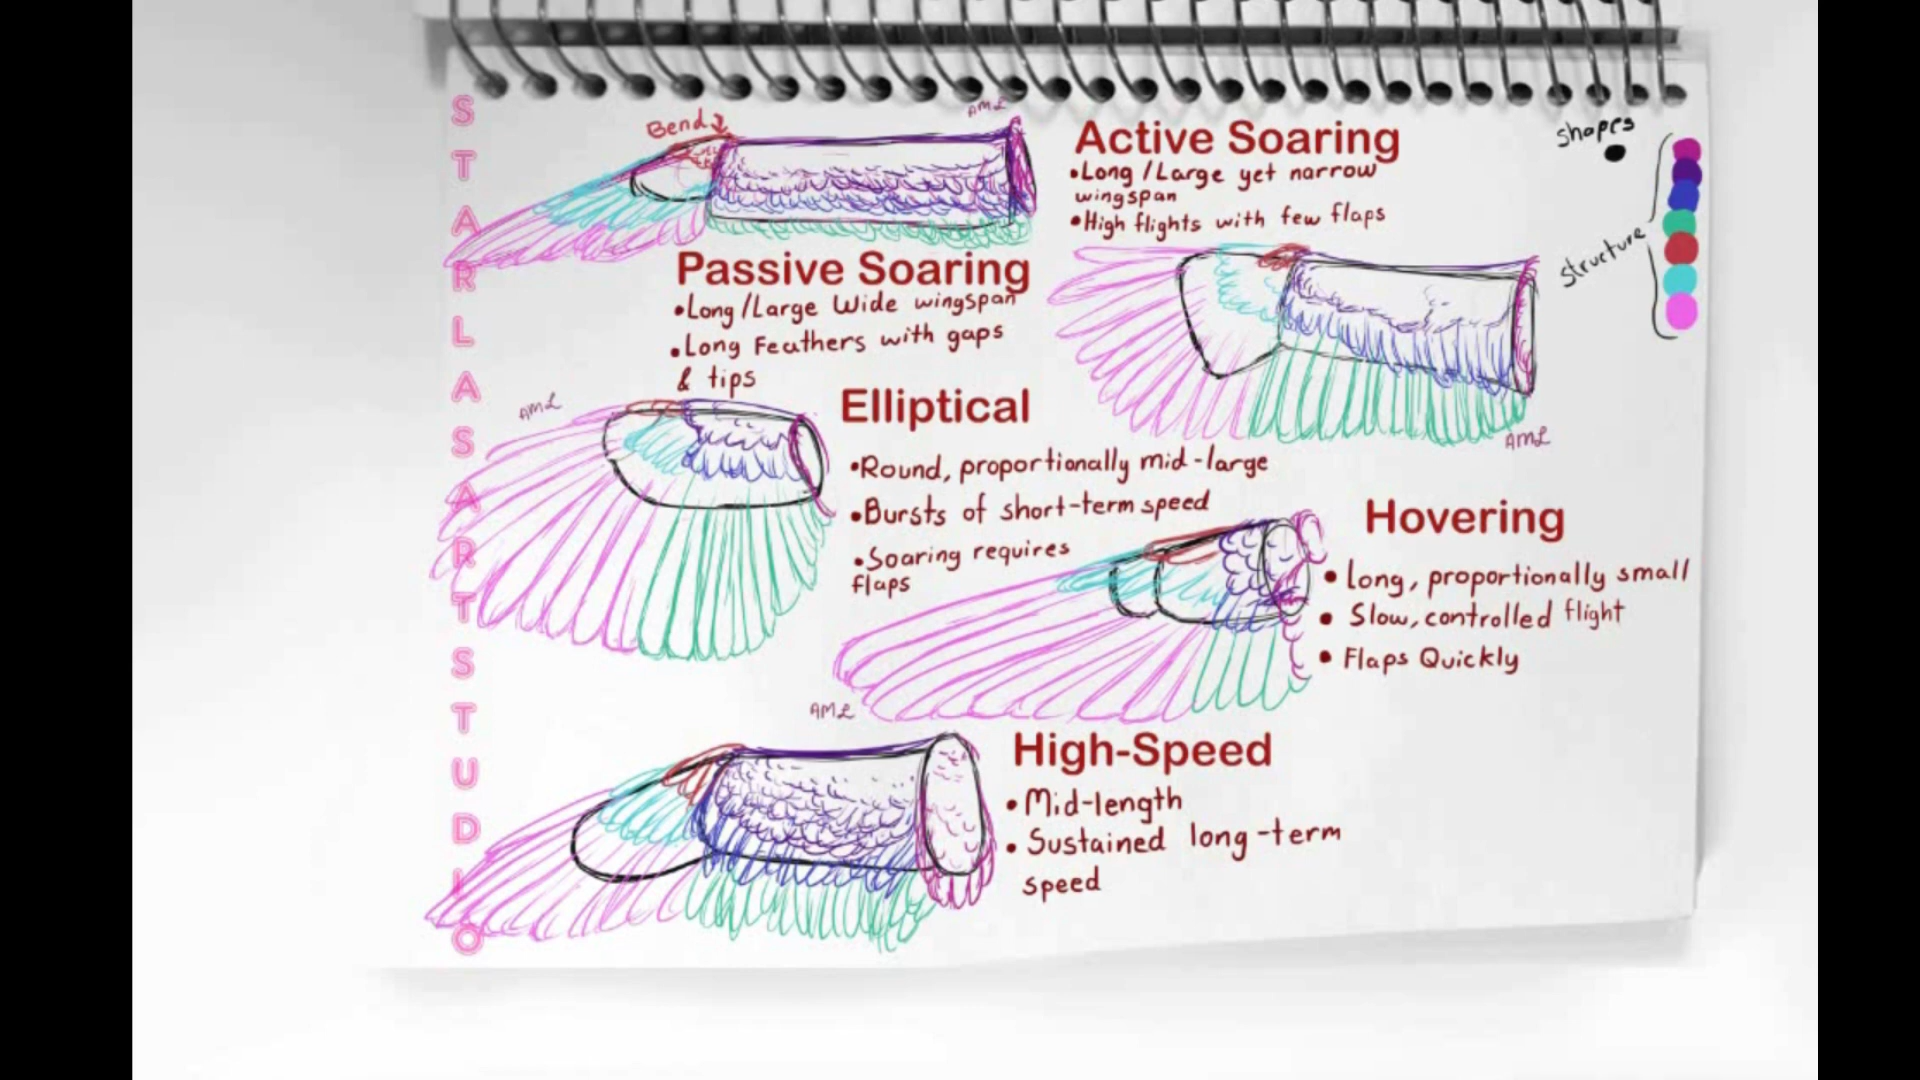 STARLASARTSTUDIO
Bend
AML
Active Soaring
•Long/Large yet narrow
wingspan
•High flights with few flaps
shapes
structure
Passive Soaring
•Long/Large Wide wingspan
•Long Feathers with gaps
& tips
AML
AML
Elliptical
•Round, proportionally mid-large
•Bursts of short-term speed
•Soaring requires
flaps
Hovering
•Long, proportionally small
•Slow, controlled flight
•Flaps Quickly
AML
High-Speed
•Mid-length
•Sustained long-term
speed